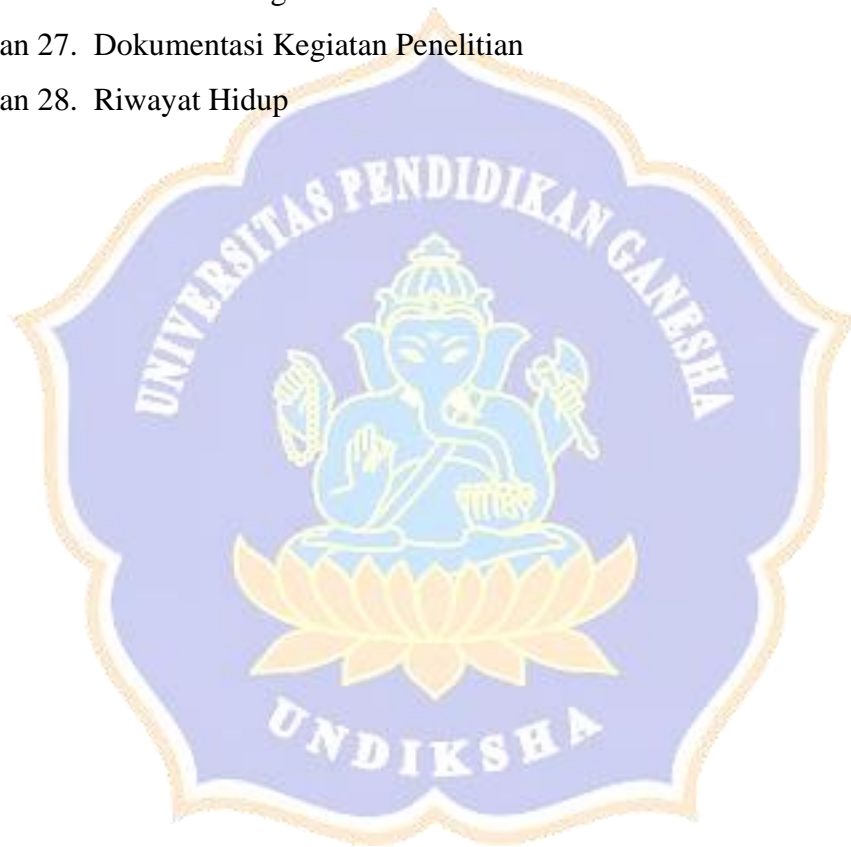 an 27. Dokumentasi Kegiatan Penelitian
an 28. Riwayat Hidup
UNIVERSITAS PENDIDIKAN GANESHA
UNDIKSHA